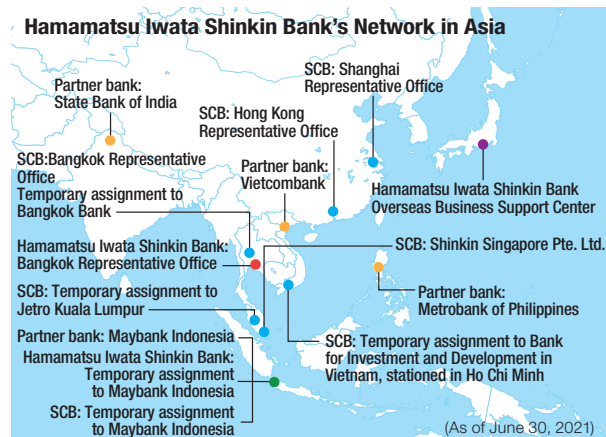 Hamamatsu Iwata Shinkin Bank's Network in Asia
Partner bank:
State Bank of India
SCB: Shanghai
Representative Office
SCB: Hong Kong
Representative Office
SCB:Bangkok Representative
Office
Temporary assignment to
Bangkok Bank
Partner bank:
Vietcombank
Hamamatsu Iwata Shinkin Bank
Overseas Business Support Center
Hamamatsu Iwata Shinkin Bank:
Bangkok Representative Office
SCB: Shinkin Singapore Pte. Ltd.
SCB: Temporary assignment to
Jetro Kuala Lumpur
Partner bank:
Metrobank of Philippines
Partner bank: Maybank Indonesia
Hamamatsu Iwata Shinkin Bank:
Temporary assignment
to Maybank Indonesia
SCB: Temporary assignment
to Maybank Indonesia
SCB: Temporary assignment to Bank
for Investment and Development in
Vietnam, stationed in Ho Chi Minh
(As of June 30, 2021)